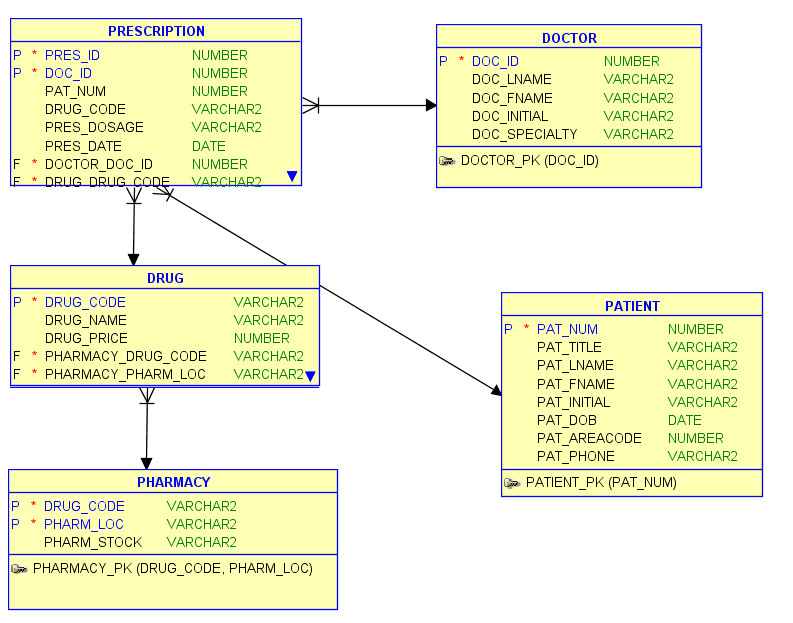 PRESCRIPTION
P * PRES_ID NUMBER
P * DOC_ID NUMBER
PAT_NUM NUMBER
DRUG_CODE VARCHAR2
PRES_DOSAGE VARCHAR2
PRES_DATE DATE
F * DOCTOR_DOC_ID NUMBER
F * DRUG_DRUG_CODE VARCHAR2
DOCTOR
P * DOC_ID NUMBER
DOC_LNAME VARCHAR2
DOC_FNAME VARCHAR2
DOC_INITIAL VARCHAR2
DOC_SPECIALTY VARCHAR2
DOCTOR_PK (DOC_ID)
DRUG
P * DRUG_CODE VARCHAR2
DRUG_NAME VARCHAR2
DRUG_PRICE NUMBER
F * PHARMACY_DRUG_CODE VARCHAR2
F * PHARMACY_PHARM_LOC VARCHAR2
PATIENT
P * PAT_NUM NUMBER
PAT_TITLE VARCHAR2
PAT_LNAME VARCHAR2
PAT_FNAME VARCHAR2
PAT_INITIAL VARCHAR2
PAT_DOB DATE
PAT_AREACODE NUMBER
PAT_PHONE VARCHAR2
PATIENT_PK (PAT_NUM)
PHARMACY
P * DRUG_CODE VARCHAR2
P * PHARM_LOC VARCHAR2
PHARM_STOCK VARCHAR2
PHARMACY_PK (DRUG_CODE, PHARM_LOC)